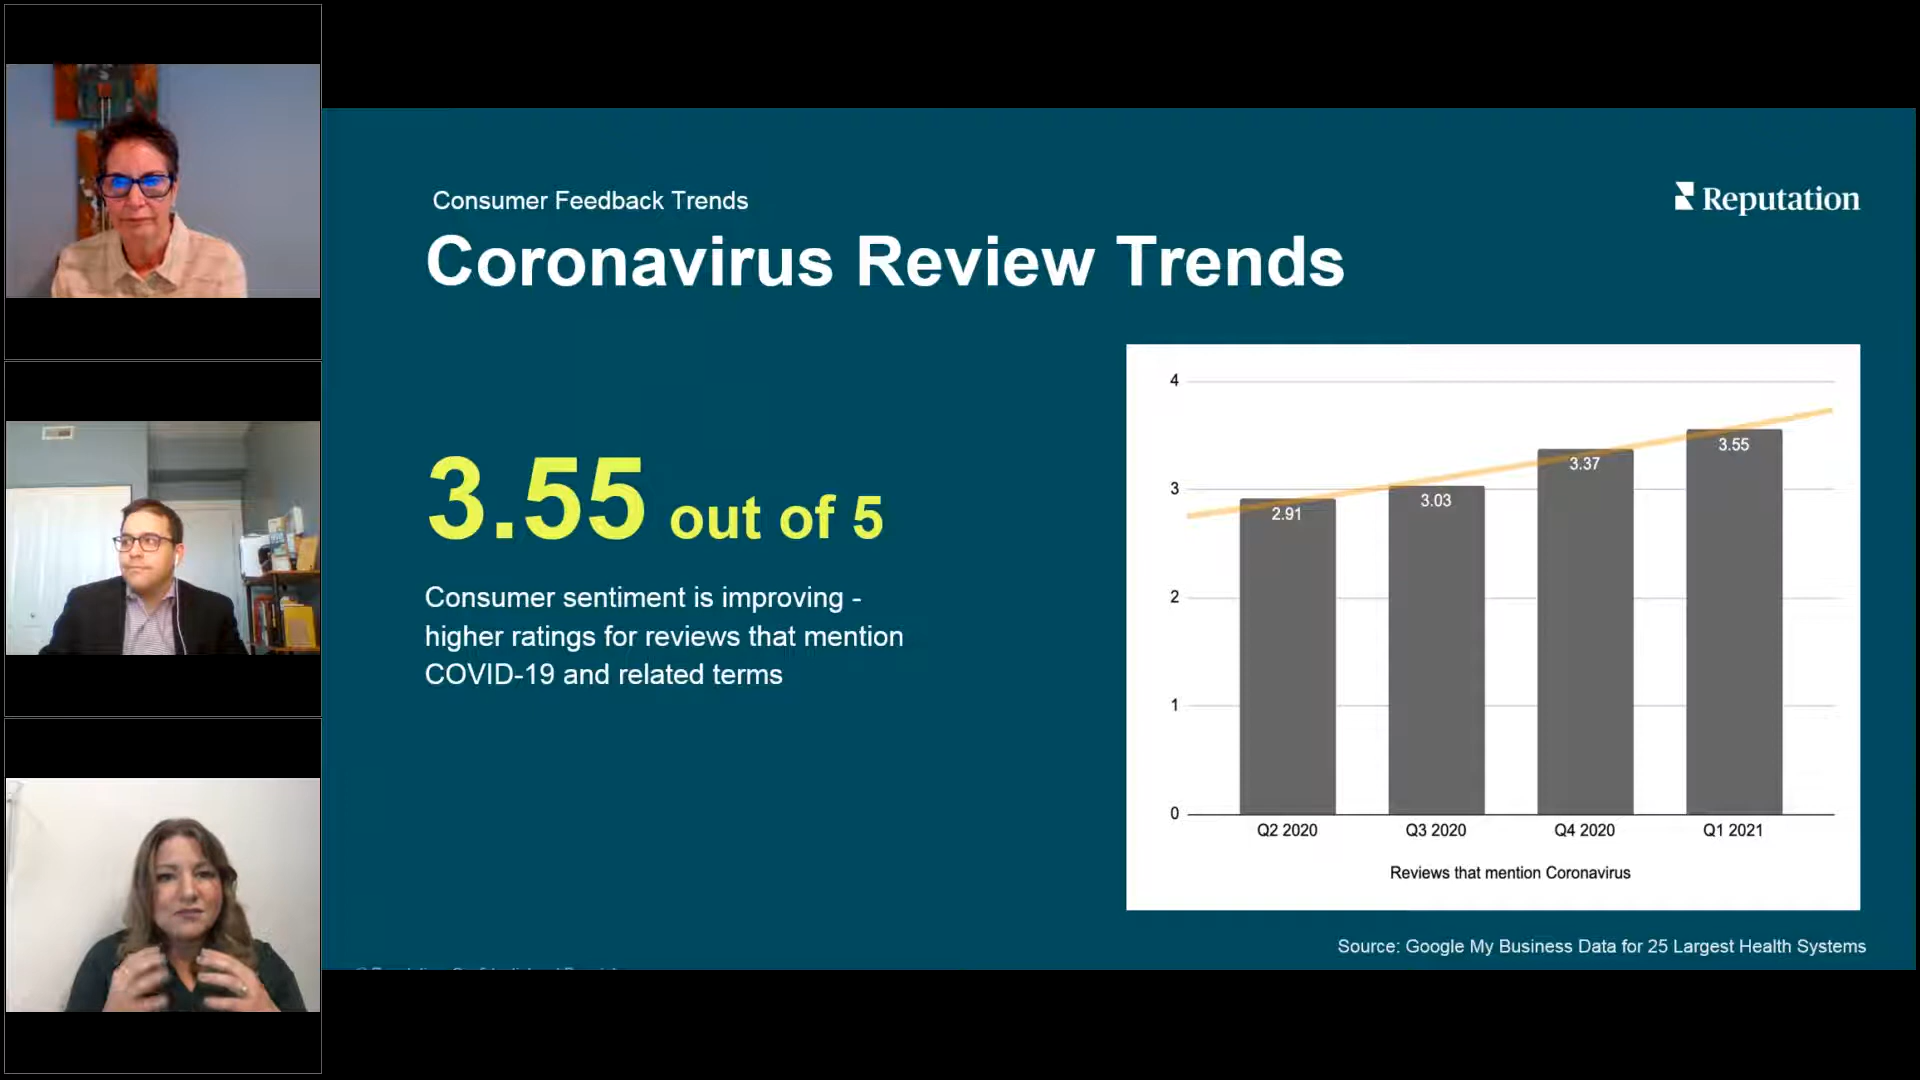 Consumer Feedback Trends
Reputation
Coronavirus Review Trends
3.55 out of 5
Consumer sentiment is improving -
higher ratings for reviews that mention
COVID-19 and related terms
4
3
2
1
0
2.91
3.03
3.37
3.55
Q2 2020
Q3 2020
Q4 2020
Q1 2021
Reviews that mention Coronavirus
Source: Google My Business Data for 25 Largest Health Systems